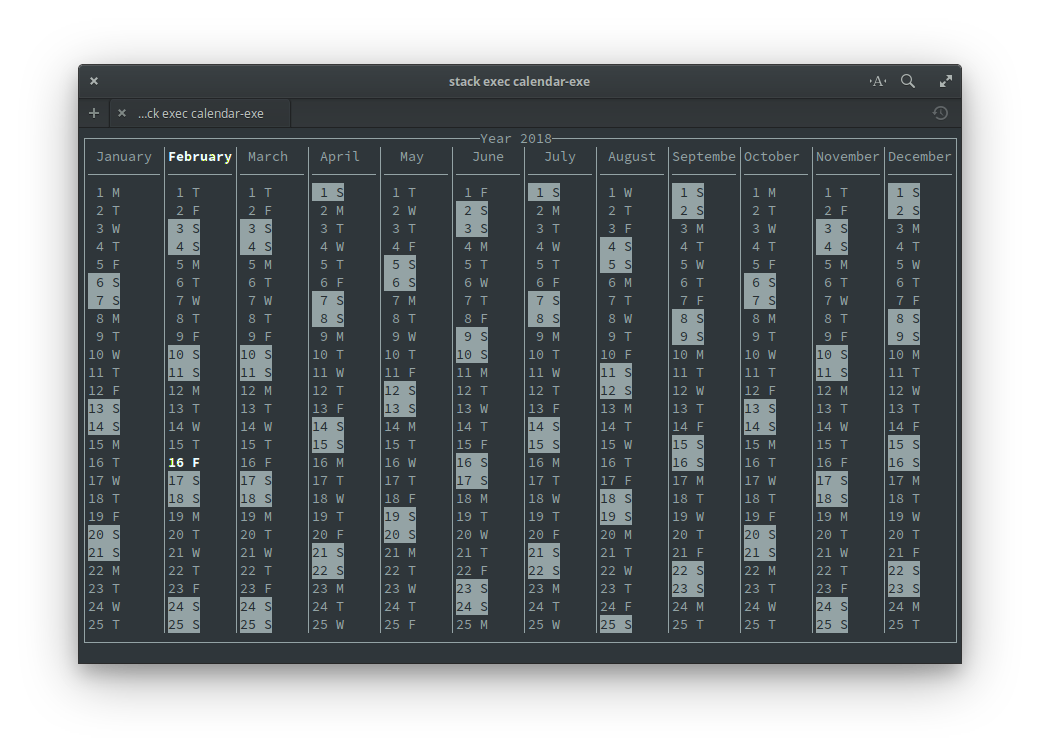 stack exec calendar-exe
...ck exec calendar-exe
Year 2018
January February March April May June July August Septembe October November December
1 M 1 T 1 T 1 S 1 T 1 F 1 S 1 W 1 S 1 M 1 T 1 S
2 T 2 F 2 F 2 M 2 W 2 S 2 M 2 T 2 S 2 T 2 F 2 S
3 W 3 S 3 S 3 T 3 T 3 S 3 T 3 F 3 M 3 W 3 S 3 M
4 T 4 S 4 S 4 W 4 F 4 M 4 W 4 S 4 T 4 T 4 S 4 T
5 F 5 M 5 M 5 T 5 S 5 T 5 T 5 S 5 W 5 F 5 M 5 W
6 S 6 T 6 T 6 F 6 S 6 W 6 F 6 M 6 T 6 S 6 T 6 T
7 S 7 W 7 W 7 S 7 M 7 T 7 S 7 T 7 F 7 S 7 W 7 F
8 M 8 T 8 T 8 S 8 T 8 F 8 S 8 W 8 S 8 M 8 T 8 S
9 T 9 F 9 F 9 M 9 W 9 S 9 M 9 T 9 S 9 T 9 F 9 S
10 W 10 S 10 S 10 T 10 T 10 S 10 T 10 F 10 M 10 W 10 S 10 M
11 T 11 S 11 S 11 W 11 F 11 M 11 W 11 S 11 T 11 T 11 S 11 T
12 F 12 M 12 M 12 T 12 S 12 T 12 T 12 S 12 W 12 F 12 M 12 W
13 S 13 T 13 T 13 F 13 S 13 W 13 F 13 M 13 T 13 S 13 T 13 T
14 S 14 W 14 W 14 S 14 M 14 T 14 S 14 T 14 F 14 S 14 W 14 F
15 M 15 T 15 T 15 S 15 T 15 F 15 S 15 W 15 S 15 M 15 T 15 S
16 T 16 F 16 F 16 M 16 W 16 S 16 M 16 T 16 S 16 T 16 F 16 S
17 W 17 S 17 S 17 T 17 T 17 S 17 T 17 F 17 M 17 W 17 S 17 M
18 T 18 S 18 S 18 W 18 F 18 M 18 W 18 S 18 T 18 T 18 S 18 T
19 F 19 M 19 M 19 T 19 S 19 T 19 T 19 S 19 W 19 F 19 M 19 W
20 S 20 T 20 T 20 F 20 S 20 W 20 F 20 M 20 T 20 S 20 T 20 T
21 S 21 W 21 W 21 S 21 M 21 T 21 S 21 T 21 F 21 S 21 W 21 F
22 M 22 T 22 T 22 S 22 T 22 F 22 S 22 W 22 S 22 M 22 T 22 S
23 T 23 F 23 F 23 M 23 W 23 S 23 M 23 T 23 S 23 T 23 F 23 S
24 W 24 S 24 S 24 T 24 T 24 S 24 T 24 F 24 M 24 W 24 S 24 M
25 T 25 S 25 S 25 W 25 F 25 M 25 W 25 S 25 T 25 T 25 S 25 T